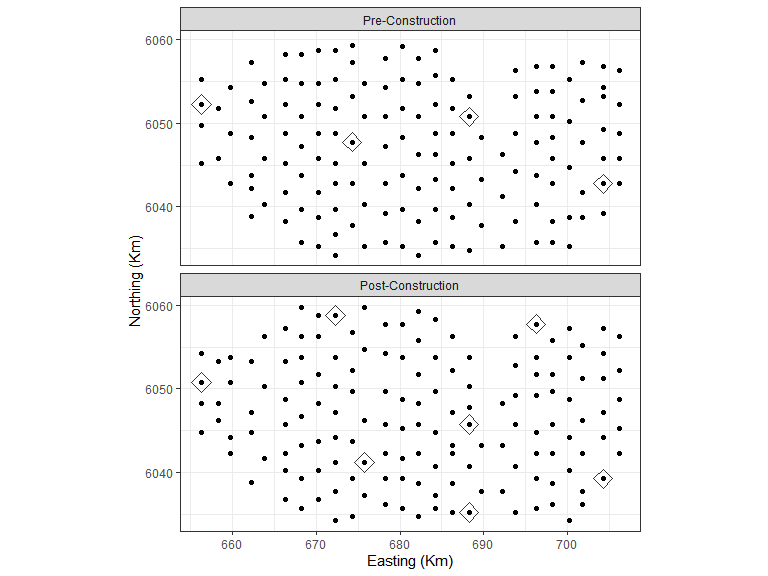 Pre-Construction
6060
6050
6040
Northing (Km)
Post-Construction
6060
6050
6040
660 670 680 690 700
Easting (Km)